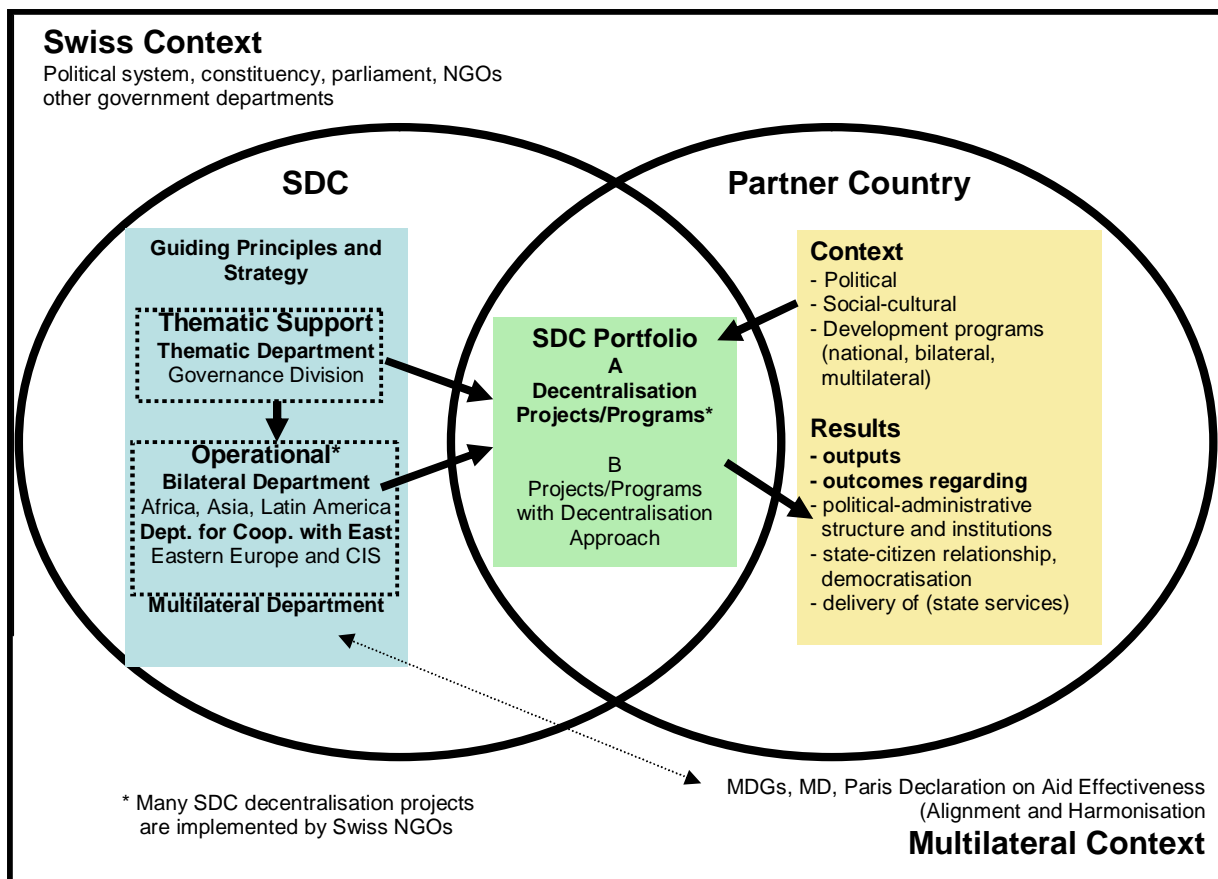 Swiss Context
Political system, constituency, parliament, NGOs
other government departments
SDC
Guiding Principles and
Strategy
Thematic Support
Thematic Department
Governance Division
Operational*
Bilateral Department
Africa, Asia, Latin America
Dept. for Coop. with East
Eastern Europe and CIS
Multilateral Department
SDC Portfolio
A
Decentralisation
Projects/Programs*
B
Projects/Programs
with Decentralisation
Approach
Partner Country
Context
- Political
- Social-cultural
- Development programs
(national, bilateral,
multilateral)
Results
- outputs
- outcomes regarding
- political-administrative
structure and institutions
- state-citizen relationship,
democratisation
- delivery of (state services)
* Many SDC decentralisation projects
are implemented by Swiss NGOs
MDGs, MD, Paris Declaration on Aid Effectiveness
(Alignment and Harmonisation
Multilateral Context